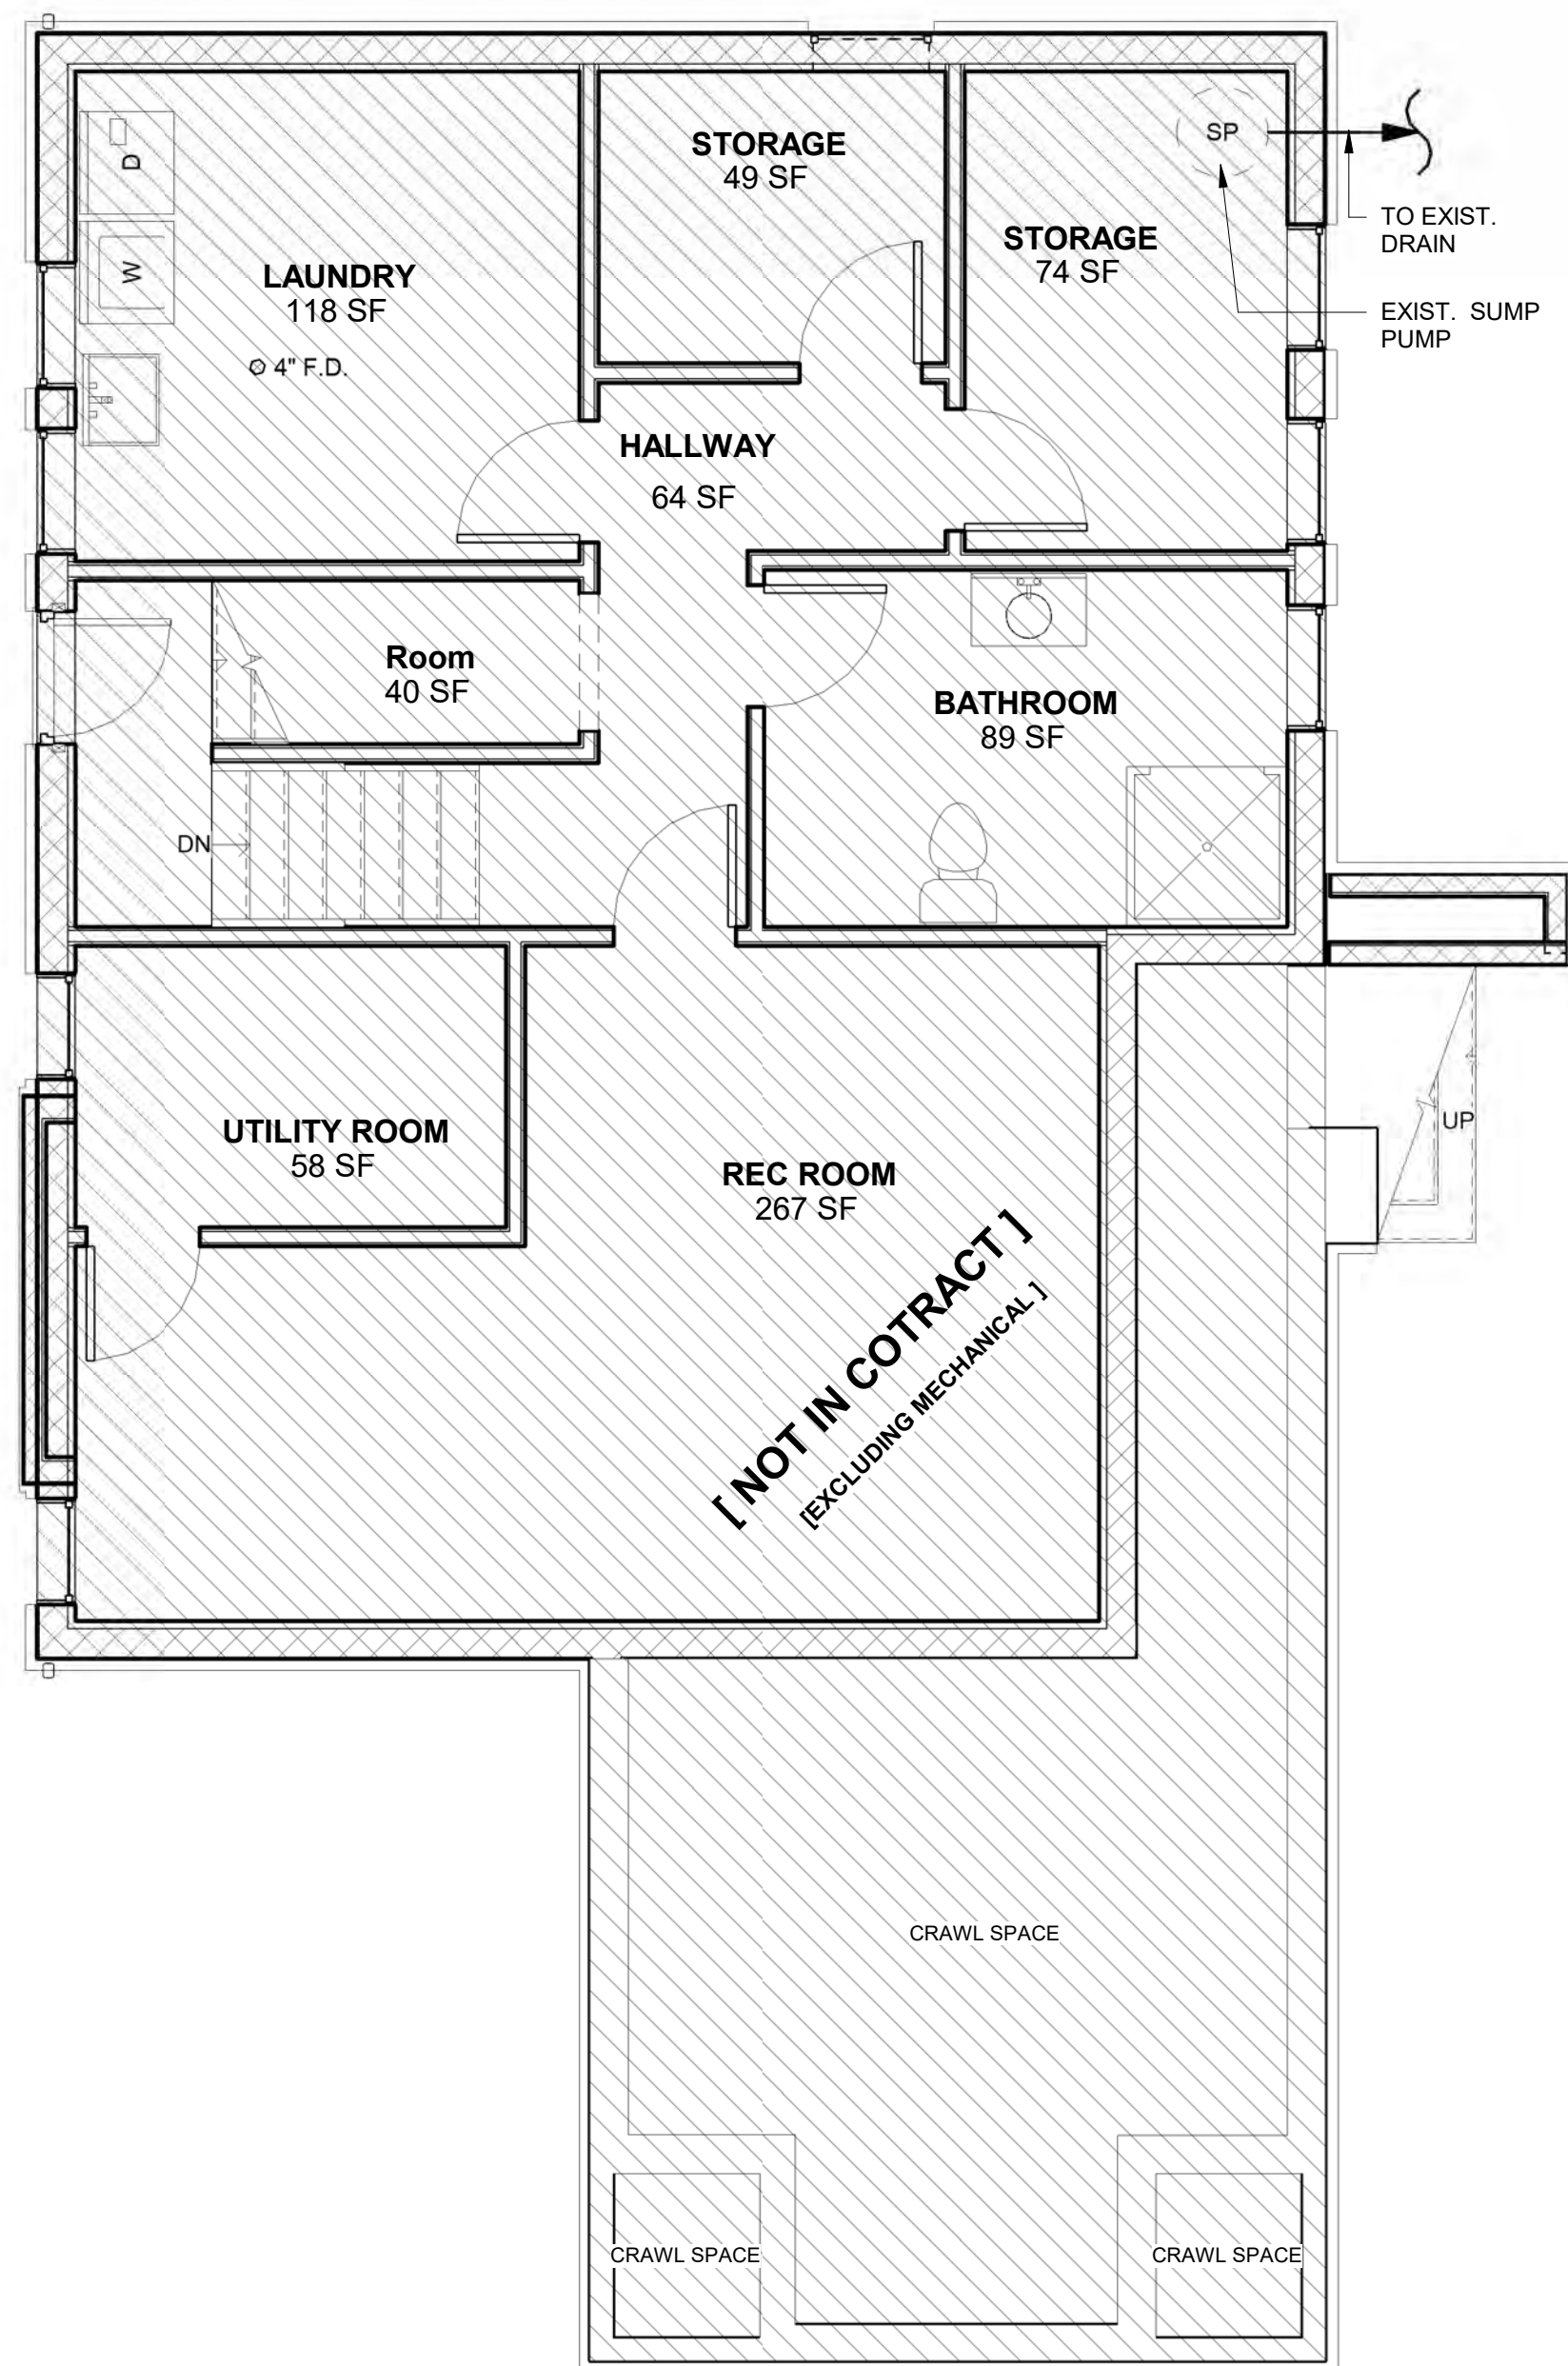 STORAGE
49 SF
SP
D
TO EXIST.
DRAIN
STORAGE
74 SF
W
LAUNDRY
118 SF
EXIST. SUMP
PUMP
4" F.D.
HALLWAY
64 SF
Room
40 SF
BATHROOM
89 SF
DN
UTILITY ROOM
58 SF
UP
REC ROOM
267 SF
[ NOT IN COTRACT ]
[EXCLUDING MECHANICAL ]
CRAWL SPACE
CRAWL SPACE
CRAWL SPACE